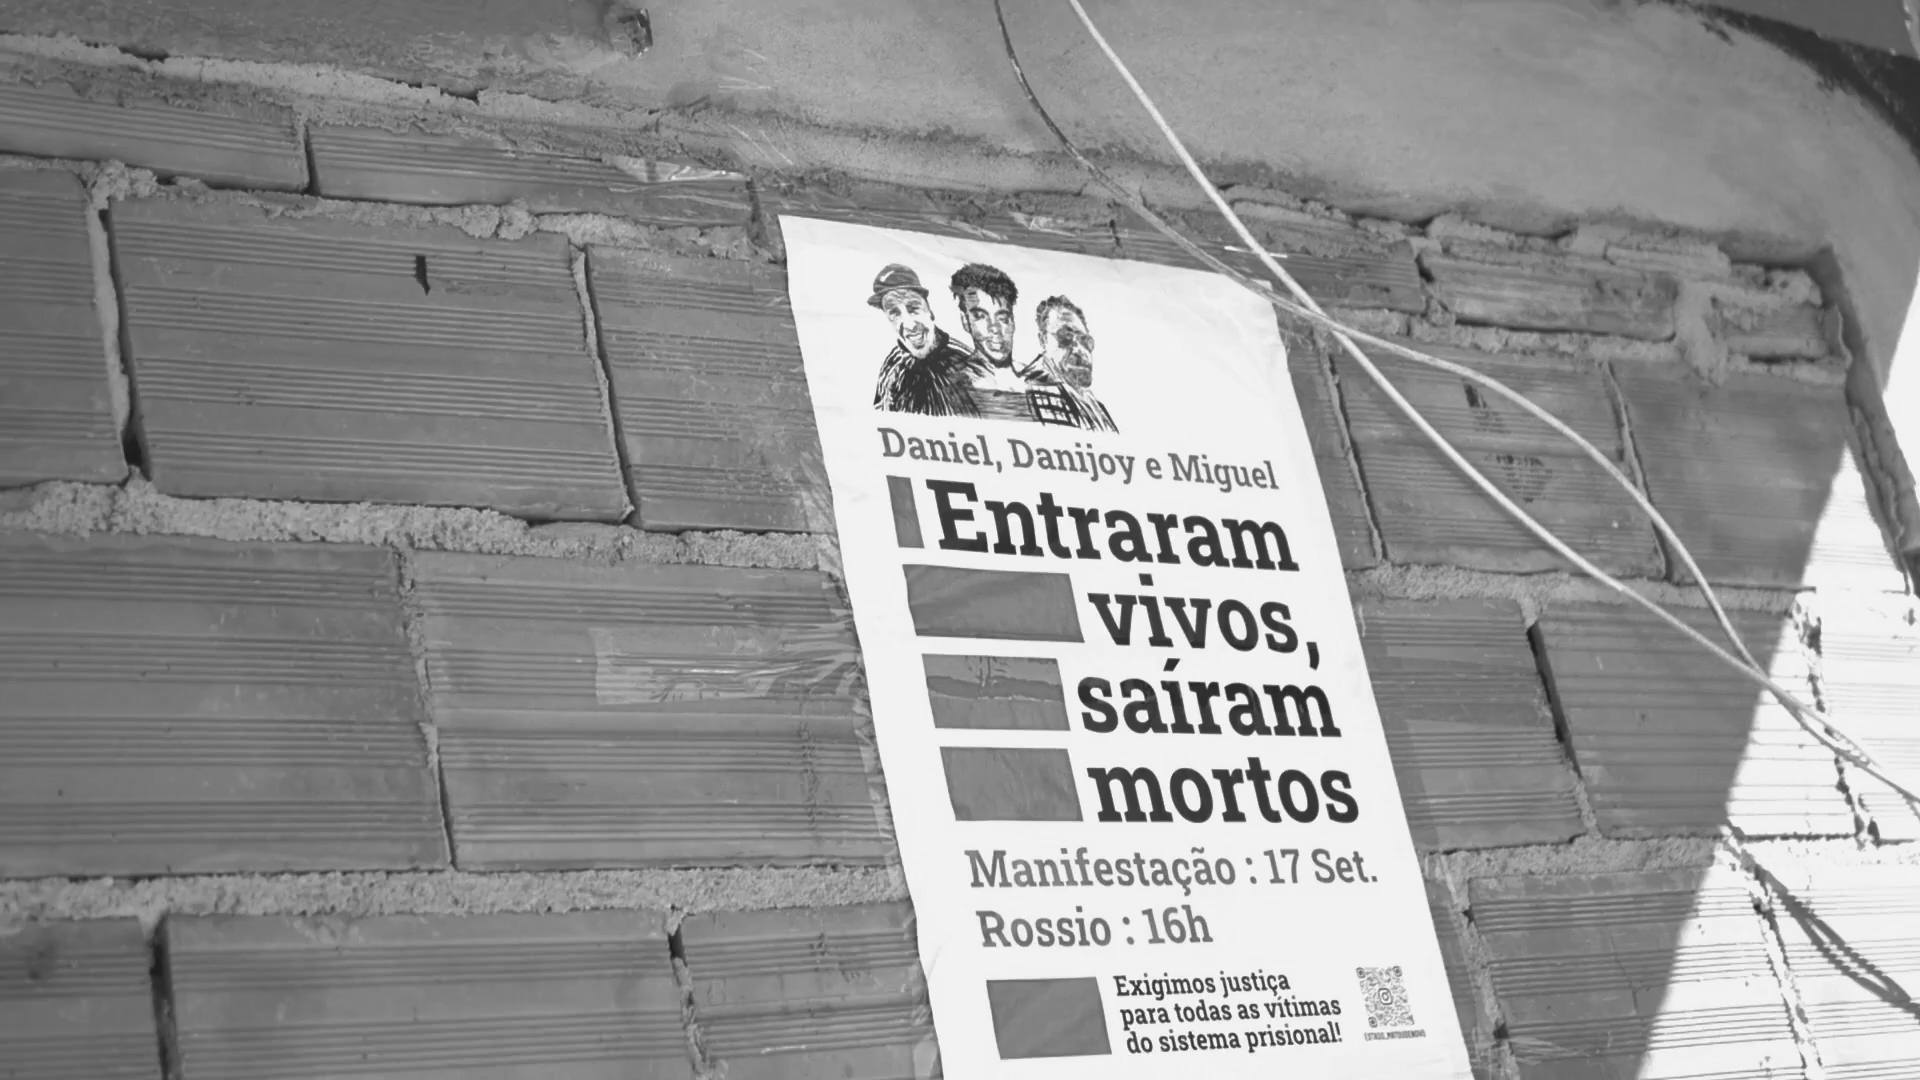 Daniel, Danijoy e Miguel
Entraram
vivos,
saíram
mortos
Manifestação : 17 Set.
Rossio : 16h
Exigimos justiça
para todas as vítimas
do sistema prisional!